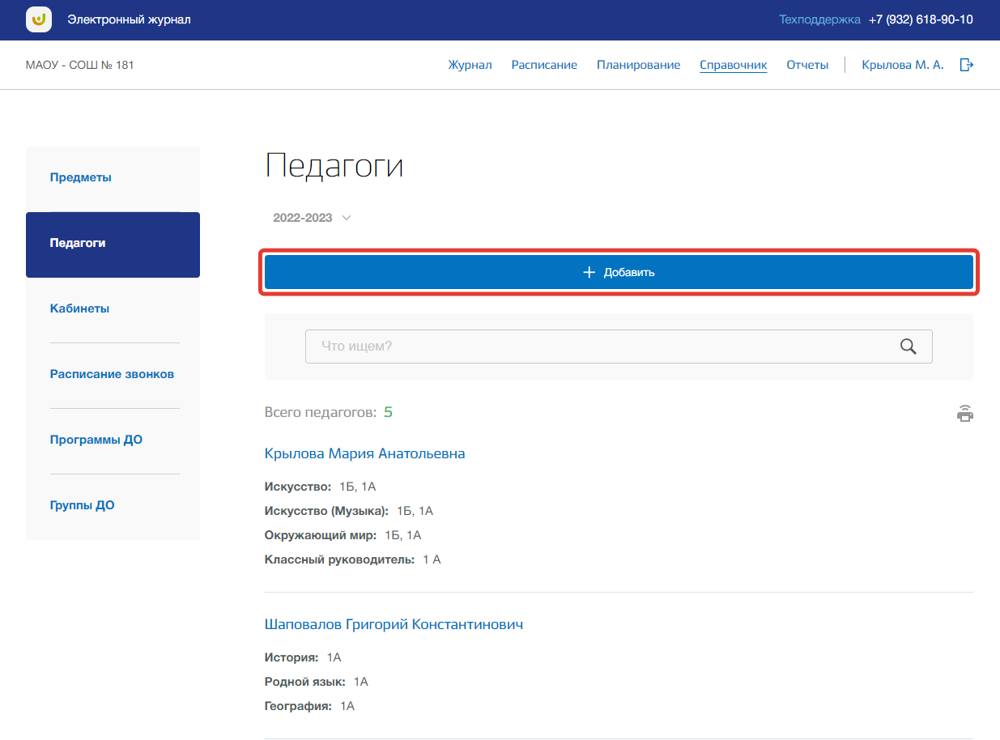 Электронный журнал
Техподдержка +7 (932) 618-90-10
МАОУ - СОШ № 181
Журнал Расписание Планирование Справочник Отчеты Крылова М. А.
Предметы
Педагоги
Кабинеты
Расписание звонков
Программы ДО
Группы ДО
Педагоги
2022-2023
Добавить
Что ищем?
Всего педагогов: 5
Крылова Мария Анатольевна
Искусство: 1Б, 1А
Искусство (Музыка): 1Б, 1А
Окружающий мир: 1Б, 1А
Классный руководитель: 1 А
Шаповалов Григорий Константинович
История: 1А
Родной язык: 1А
География: 1А